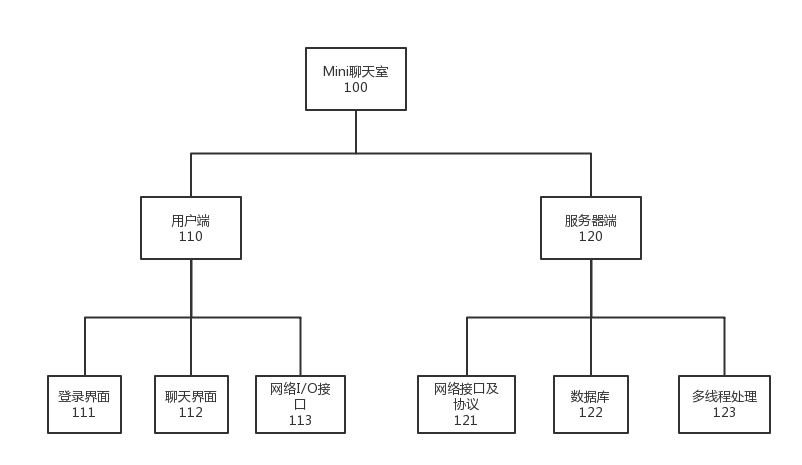 Mini聊天室
100
用户端
110
服务器端
120
登录界面
111
聊天界面
112
网络I/O接
口
113
网络接口及
协议
121
数据库
122
多线程处理
123